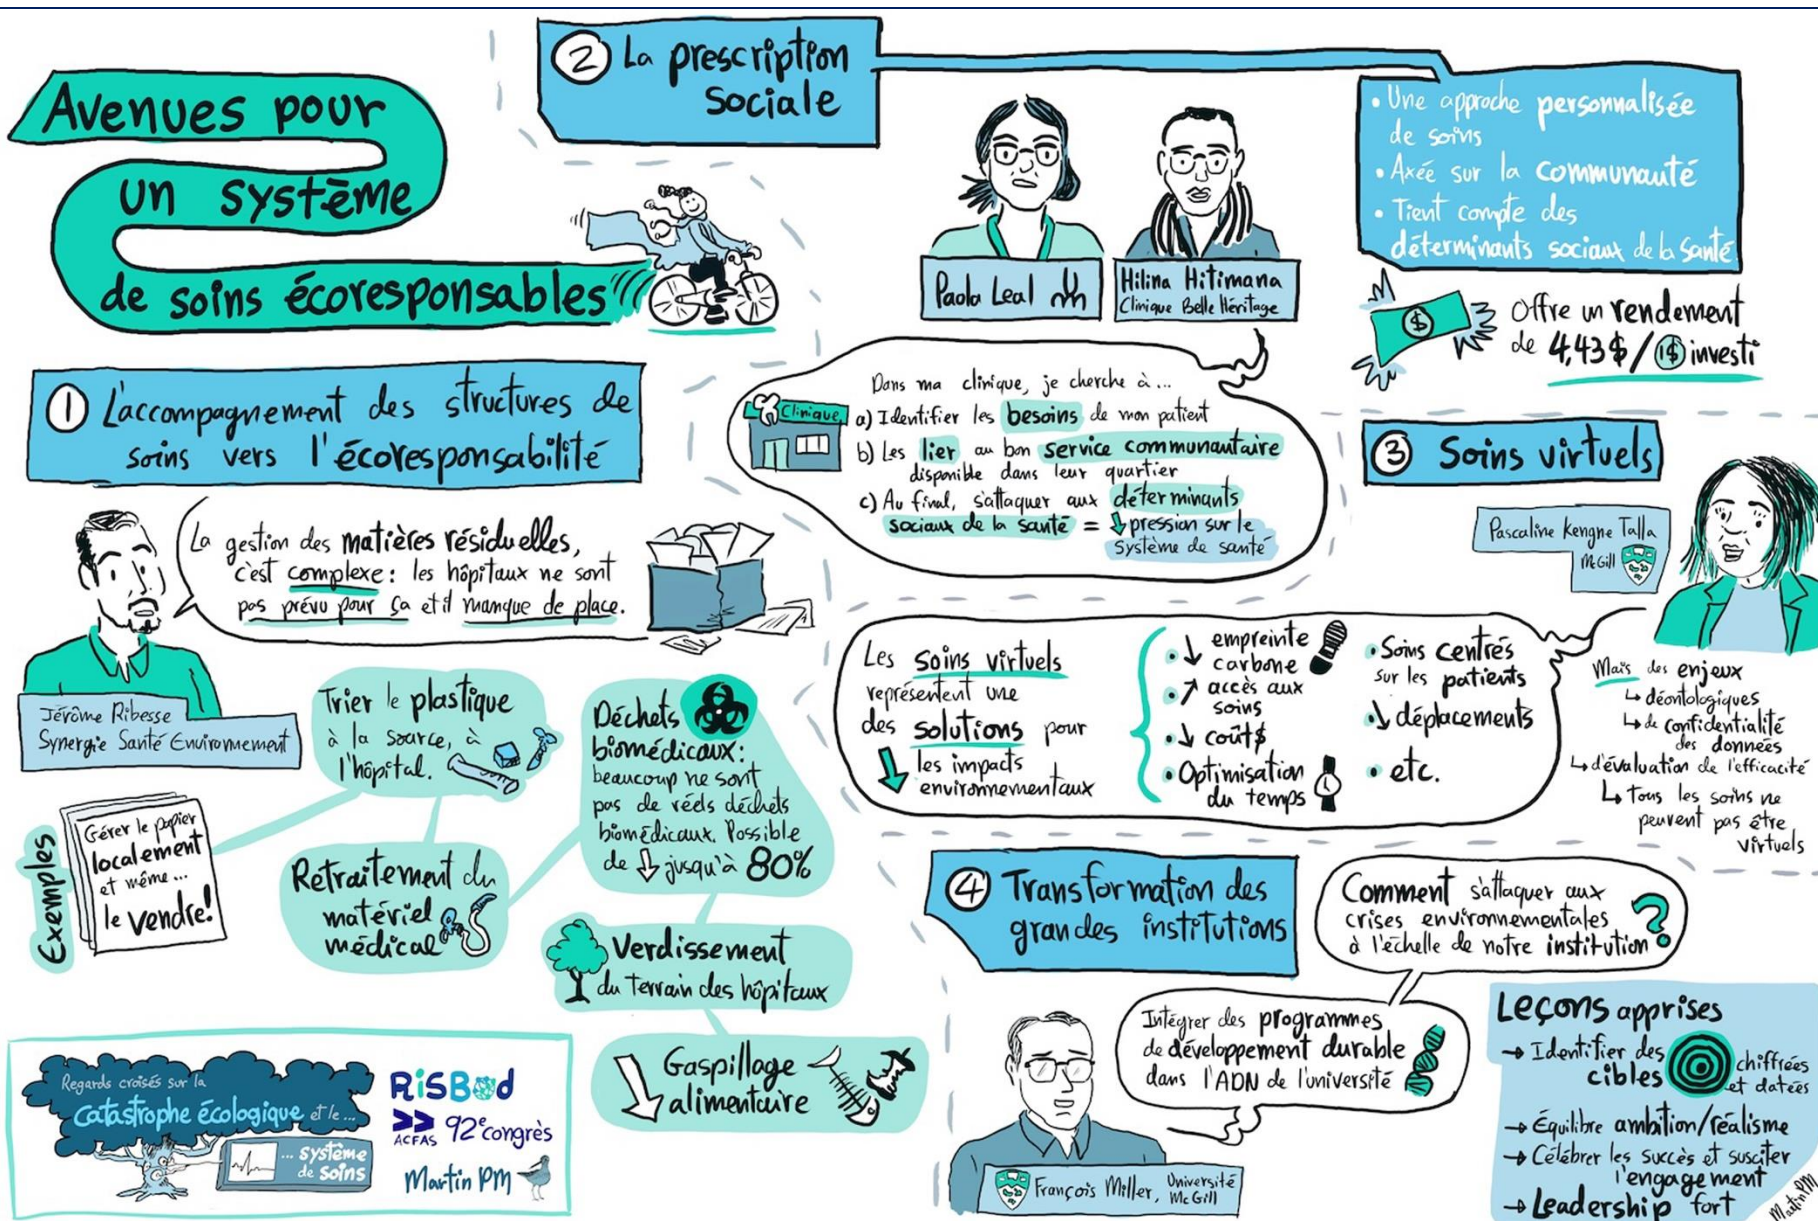 Avenues pour
un système
de soins écoresponsables
① L'accompagnement des structures de
soins vers l'écoresponsabilité
La gestion des matières résiduelles,
c'est complexe : les hôpitaux ne sont
pas prévu pour ça et il manque de place.
Jérôme Ribesse
Synergie Santé Environnement
Exemples
Gérer le papier
localement
et même...
le vendre!
Trier le plastique
à la source, à
l'hôpital.
Retraitement du
matériel
médical
Déchets
biomédicaux :
beaucoup ne sont
pas de réels déchets
biomédicaux. Possible
de ↓ jusqu'à 80%
Verdissement
du terrain des hôpitaux
↓ Gaspillage
alimentaire
② La prescription
sociale
• Une approche personnalisée
de soins
• Axée sur la communauté
• Tient compte des
déterminants sociaux de la santé
$
Offre un rendement
de 4,43$ / 1$ investi
Paola Leal
Hilina Hitimana
Clinique Belle Héritage
Clinique
Dans ma clinique, je cherche à...
a) Identifier les besoins de mon patient
b) Les lier au bon service communautaire
disponible dans leur quartier
c) Au final, s'attaquer aux déterminants
sociaux de la santé = ↓ pression sur le
système de santé
③ Soins virtuels
Pascaline Kengne Talla
McGill
Les soins virtuels
représentent une
des solutions pour
↓ les impacts
environnementaux
• ↓ empreinte
carbone
• ↗ accès aux
soins
• ↓ coût$
• Optimisation
du temps
• Soins centrés
sur les patients
• ↓ déplacements
• etc.
Mais des enjeux
↳ déontologiques
↳ de confidentialité
des données
↳ d'évaluation de l'efficacité
↳ Tous les soins ne
peuvent pas être
virtuels
④ Transformation des
grandes institutions
Comment s'attaquer aux
crises environnementales
à l'échelle de notre institution ?
Intégrer des programmes
de développement durable
dans l'ADN de l'université
François Miller, Université
McGill
Leçons apprises
→ Identifier des
cibles chiffrées
et datées
→ Équilibre ambition/réalisme
→ Célébrer les succès et susciter
l'engagement
→ Leadership fort
Martin PM
Regards croisés sur la
catastrophe écologique et le...
... système
de soins
RiSBOd
ACFAS 92e congrès
Martin PM